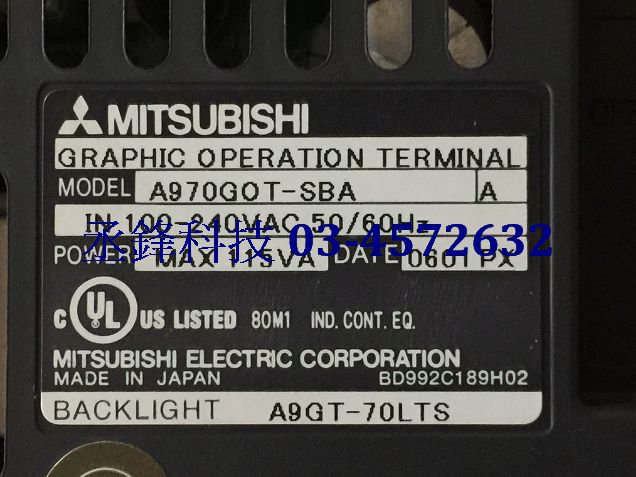 MITSUBISHI
GRAPHIC OPERATION TERMINAL
MODEL A970GOT-SBA A
IN 100-240VAC 50/60Hz
丞鋒科技 03-4572632
POWER MAX 115VA DATE 0601 PX
C UL US LISTED 80M1 IND. CONT. EQ.
MITSUBISHI ELECTRIC CORPORATION
MADE IN JAPAN BD992C189H02
BACKLIGHT A9GT-70LTS